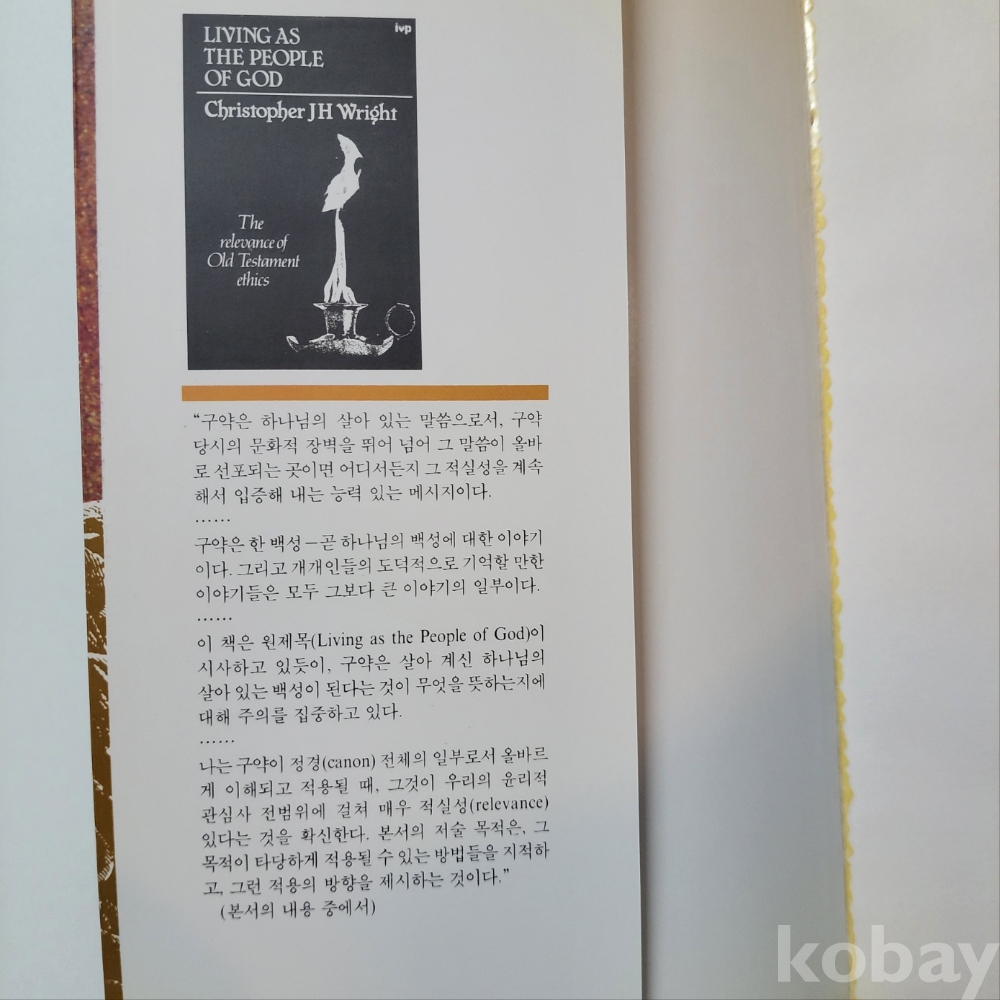 ivp
LIVING AS
THE PEOPLE
OF GOD
Christopher JH Wright
The
relevance of
Old Testament
ethics
“구약은 하나님의 살아 있는 말씀으로서, 구약
당시의 문화적 장벽을 뛰어 넘어 그 말씀이 올바
로 선포되는 곳이면 어디서든지 그 적실성을 계속
해서 입증해 내는 능력 있는 메시지이다.
……
구약은 한 백성—곧 하나님의 백성에 대한 이야기
이다. 그리고 개개인들의 도덕적으로 기억할 만한
이야기들은 모두 그보다 큰 이야기의 일부이다.
……
이 책은 원제목(Living as the People of God)이
시사하고 있듯이, 구약은 살아 계신 하나님의
살아 있는 백성이 된다는 것이 무엇을 뜻하는지에
대해 주의를 집중하고 있다.
……
나는 구약이 정경(canon) 전체의 일부로서 올바르
게 이해되고 적용될 때, 그것이 우리의 윤리적
관심사 전범위에 걸쳐 매우 적실성(relevance)
있다는 것을 확신한다. 본서의 저술 목적은, 그
목적이 타당하게 적용될 수 있는 방법들을 지적하
고, 그런 적용의 방향을 제시하는 것이다.”
(본서의 내용 중에서)
kobay